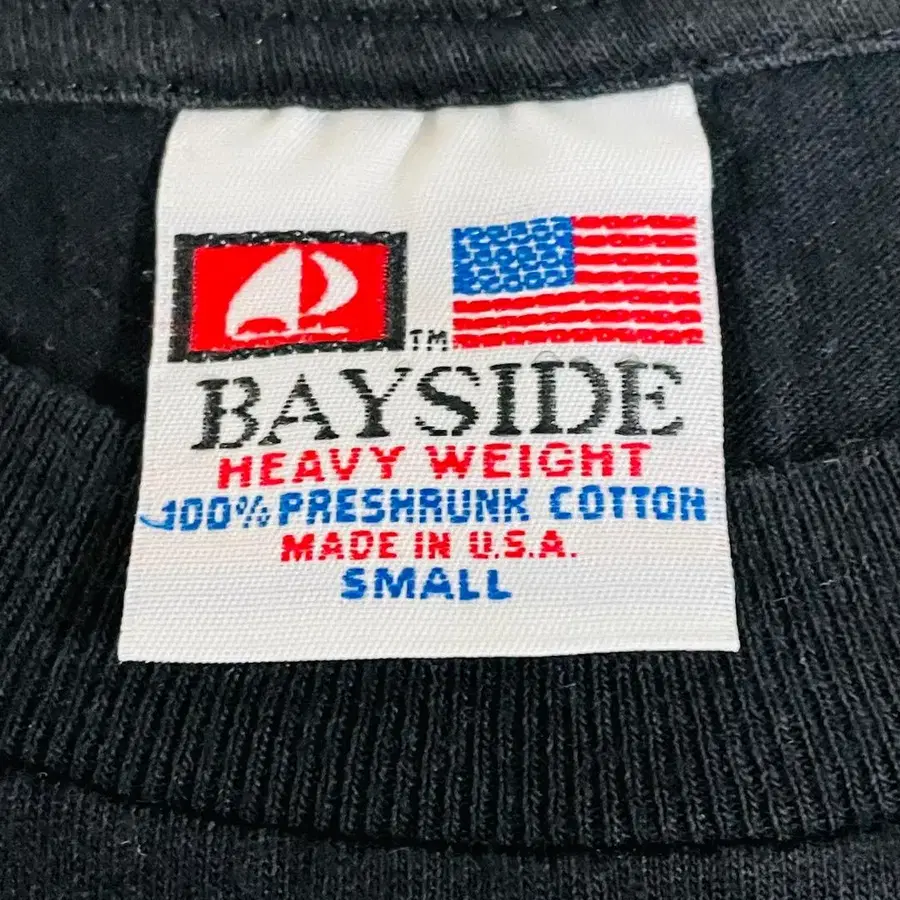 TM
BAYSIDE
HEAVY WEIGHT
100% PRESHRUNK COTTON
MADE IN U.S.A.
SMALL